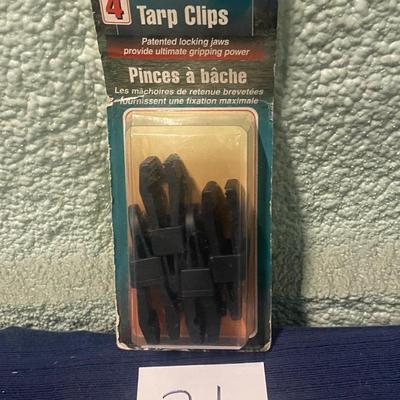 4
Tarp Clips
Patented locking jaws
provide ultimate gripping power
Pinces à bâche
Les mâchoires de retenue brevetées
fournissent une fixation maximale